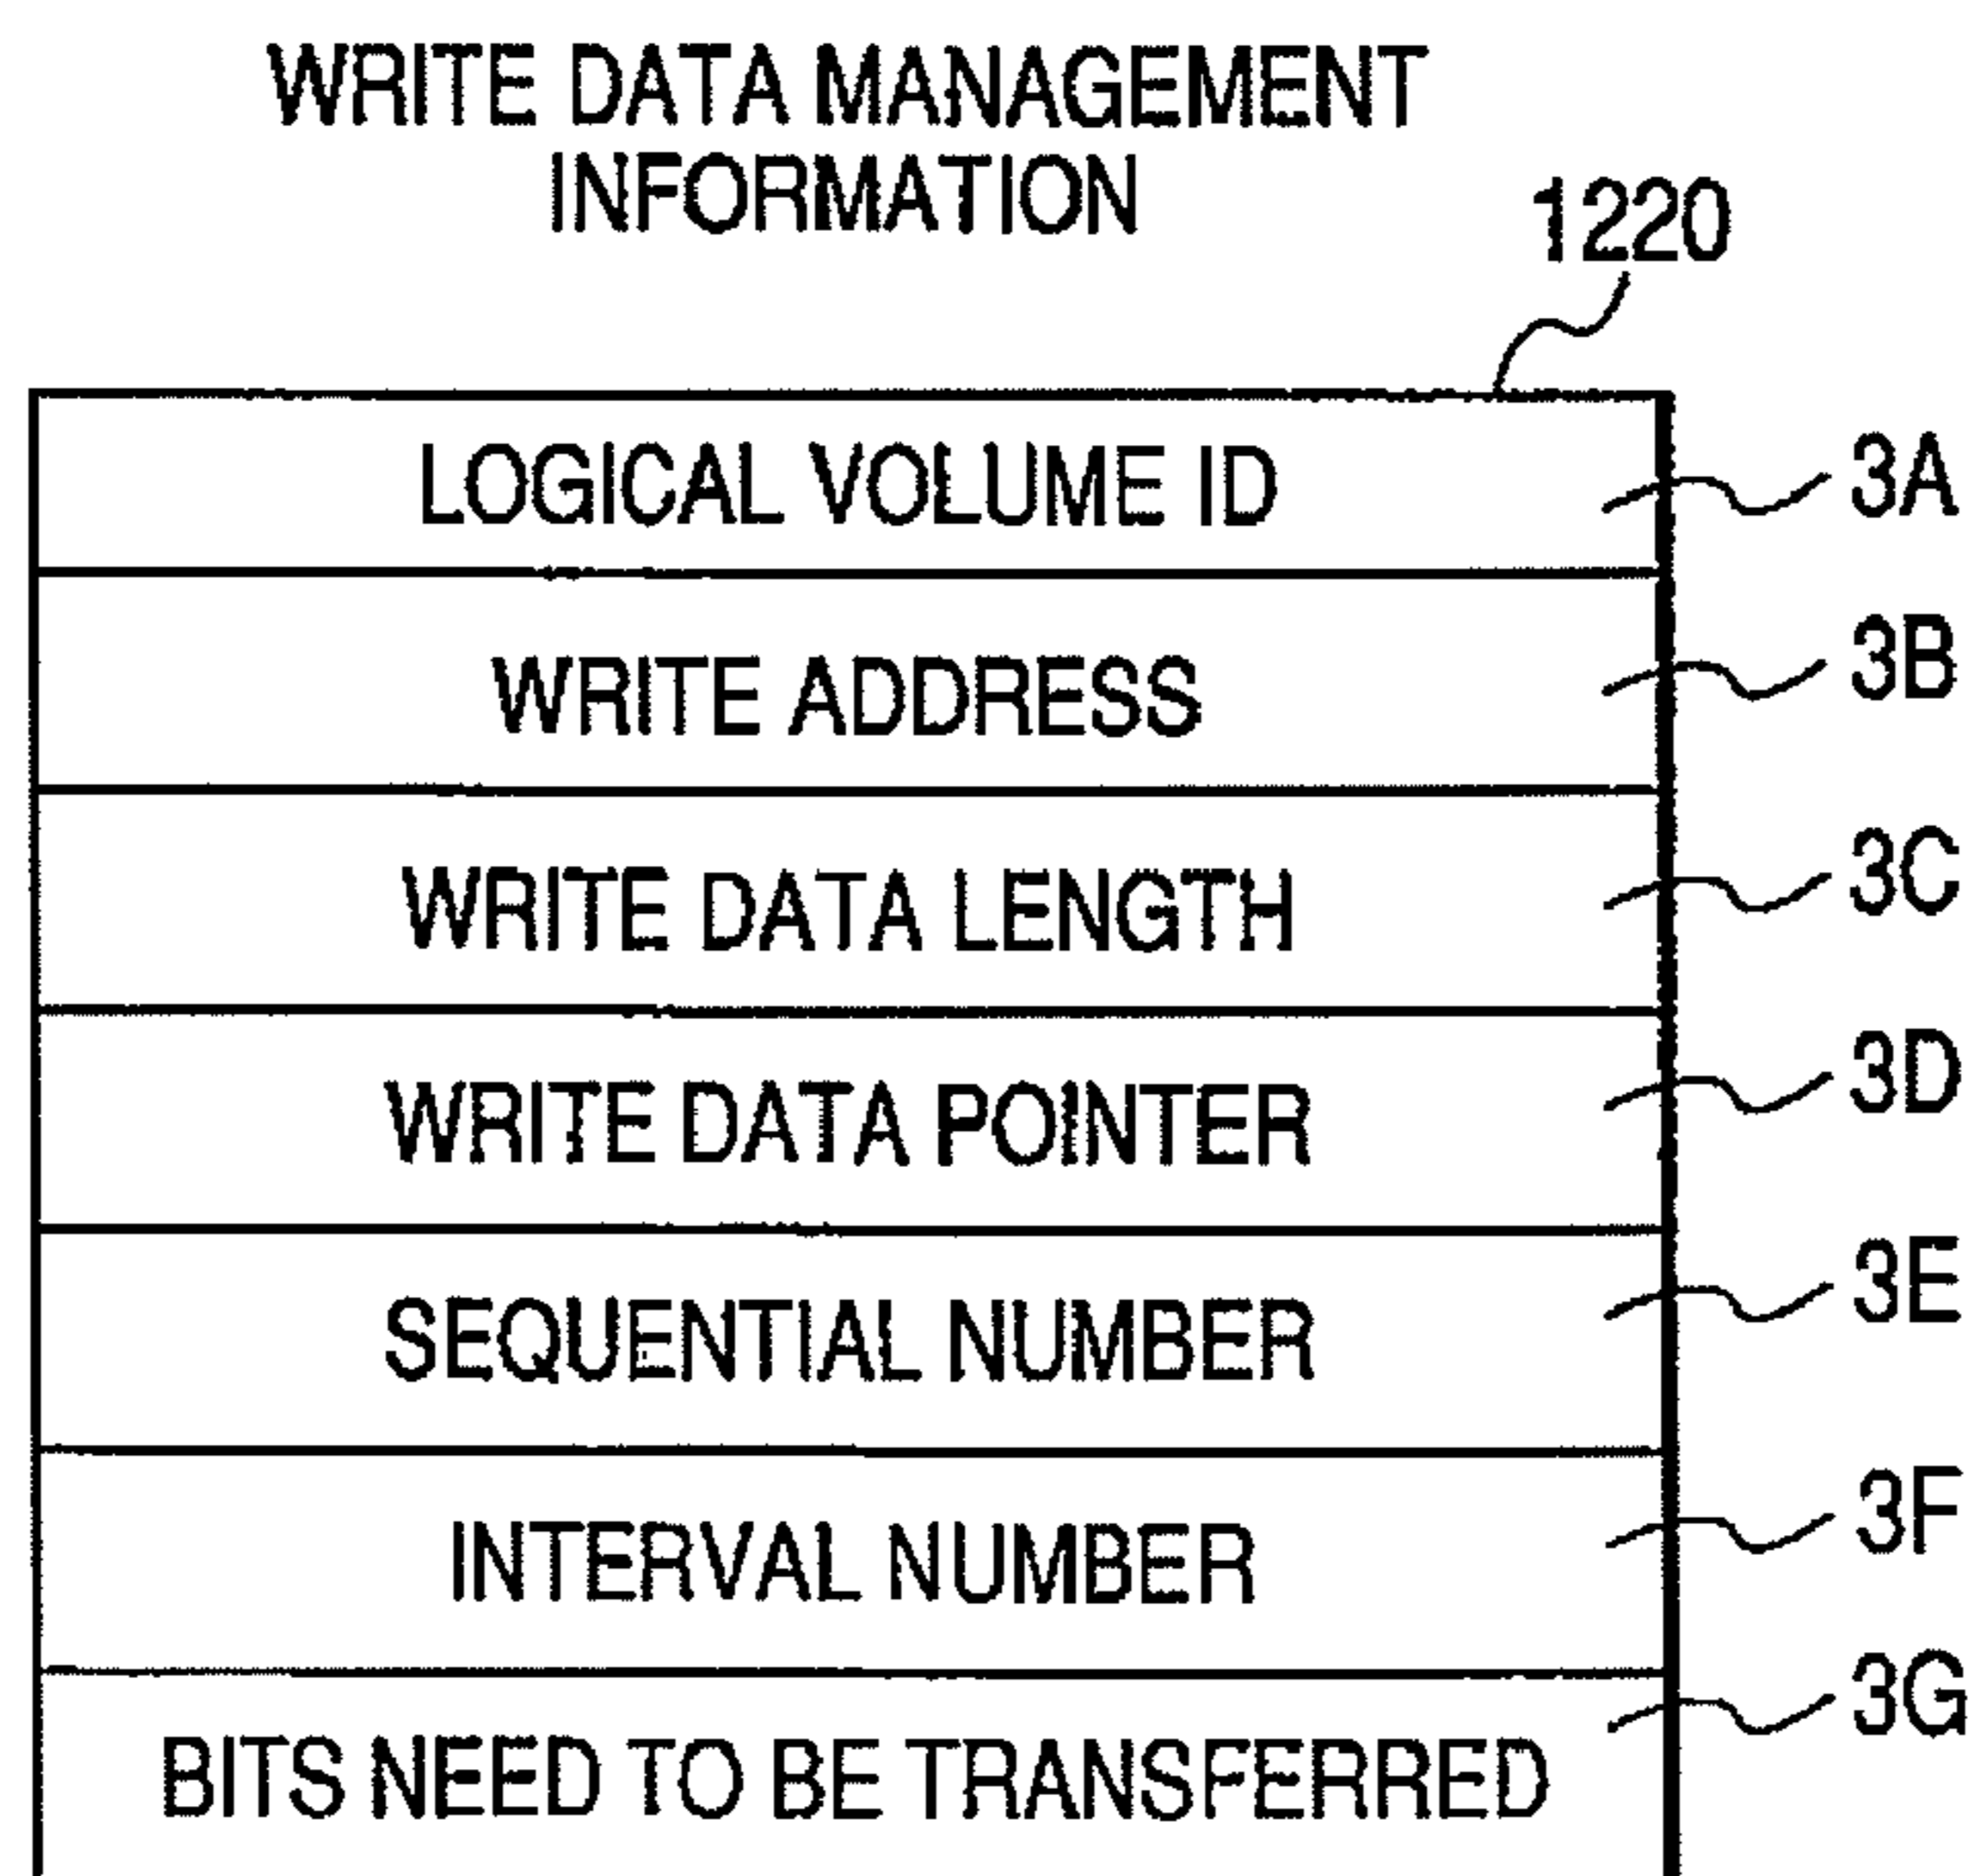 WRITE DATA MANAGEMENT
INFORMATION
1220
LOGICAL VOLUME ID 3A
WRITE ADDRESS 3B
WRITE DATA LENGTH 3C
WRITE DATA POINTER 3D
SEQUENTIAL NUMBER 3E
INTERVAL NUMBER 3F
BITS NEED TO BE TRANSFERRED 3G